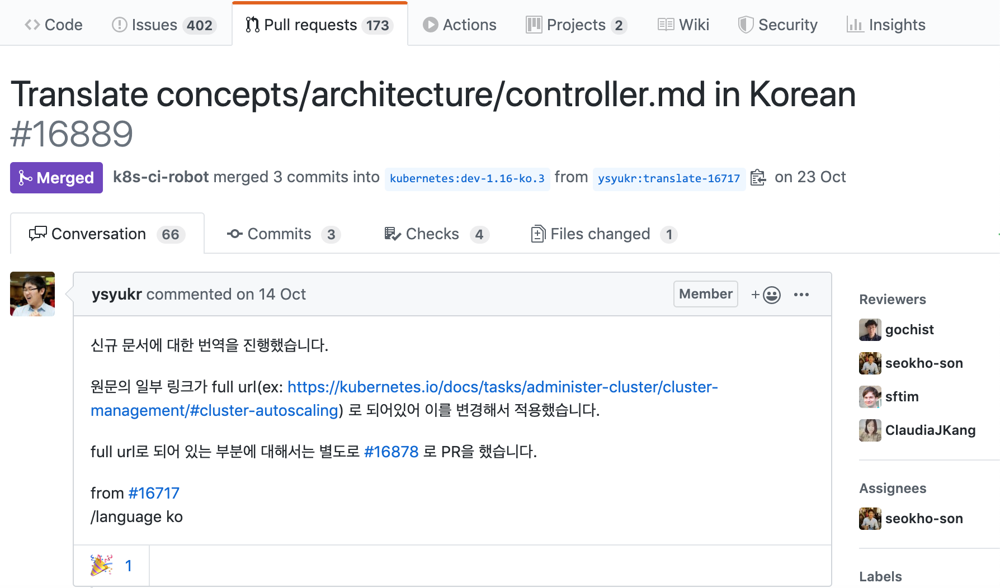 Code Issues 402 Pull requests 173 Actions Projects 2 Wiki Security Insights
Translate concepts/architecture/controller.md in Korean
#16889
Merged k8s-ci-robot merged 3 commits into kubernetes:dev-1.16-ko.3 from ysyukr:translate-16717 on 23 Oct
Conversation 66 Commits 3 Checks 4 Files changed 1
ysyukr commented on 14 Oct Member
신규 문서에 대한 번역을 진행했습니다.
원문의 일부 링크가 full url(ex: https://kubernetes.io/docs/tasks/administer-cluster/cluster-
management/#cluster-autoscaling) 로 되어있어 이를 변경해서 적용했습니다.
full url로 되어 있는 부분에 대해서는 별도로 #16878 로 PR을 했습니다.
from #16717
/language ko
1
Reviewers
gochist
seokho-son
sftim
ClaudiaJKang
Assignees
seokho-son
Labels